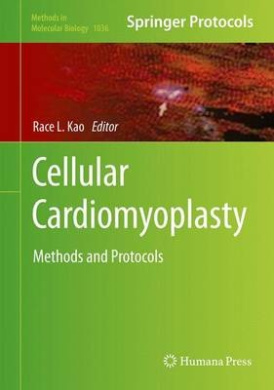 Methods in
Molecular Biology 1036
Springer Protocols
Race L. Kao Editor
Cellular
Cardiomyoplasty
Methods and Protocols
Humana Press